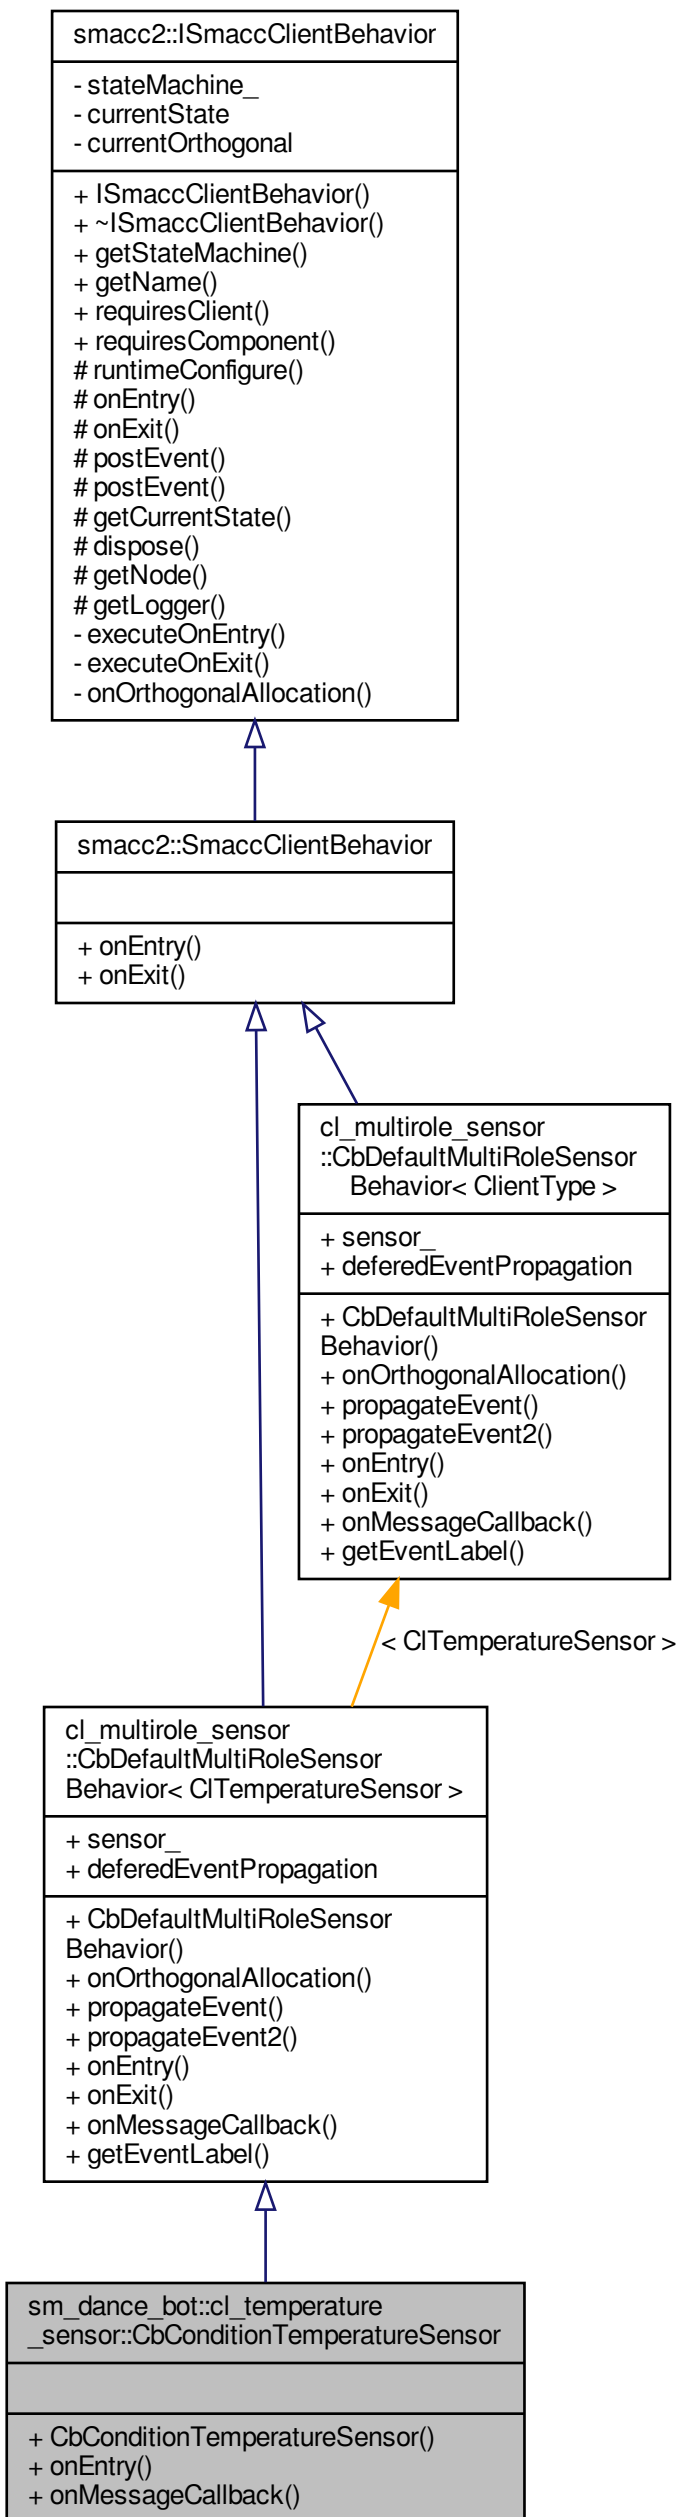 smacc2::ISmaccClientBehavior
- stateMachine_
- currentState
- currentOrthogonal
+ ISmaccClientBehavior()
+ ~ISmaccClientBehavior()
+ getStateMachine()
+ getName()
+ requiresClient()
+ requiresComponent()
# runtimeConfigure()
# onEntry()
# onExit()
# postEvent()
# postEvent()
# getCurrentState()
# dispose()
# getNode()
# getLogger()
- executeOnEntry()
- executeOnExit()
- onOrthogonalAllocation()
smacc2::SmaccClientBehavior
+ onEntry()
+ onExit()
cl_multirole_sensor
::CbDefaultMultiRoleSensor
Behavior< ClientType >
+ sensor_
+ deferedEventPropagation
+ CbDefaultMultiRoleSensor
Behavior()
+ onOrthogonalAllocation()
+ propagateEvent()
+ propagateEvent2()
+ onEntry()
+ onExit()
+ onMessageCallback()
+ getEventLabel()
< ClTemperatureSensor >
cl_multirole_sensor
::CbDefaultMultiRoleSensor
Behavior< ClTemperatureSensor >
+ sensor_
+ deferedEventPropagation
+ CbDefaultMultiRoleSensor
Behavior()
+ onOrthogonalAllocation()
+ propagateEvent()
+ propagateEvent2()
+ onEntry()
+ onExit()
+ onMessageCallback()
+ getEventLabel()
sm_dance_bot::cl_temperature
_sensor::CbConditionTemperatureSensor
+ CbConditionTemperatureSensor()
+ onEntry()
+ onMessageCallback()